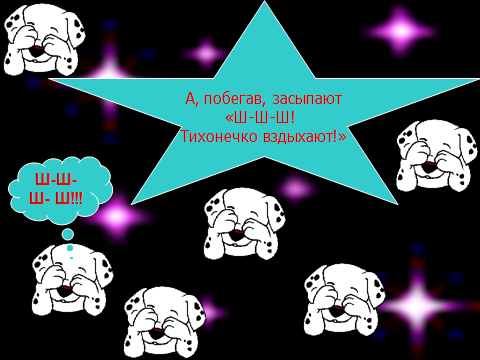 А, побегав, засыпают
«Ш-Ш-Ш!
Тихонечко вздыхают!»
Ш-Ш-
Ш- Ш!!!